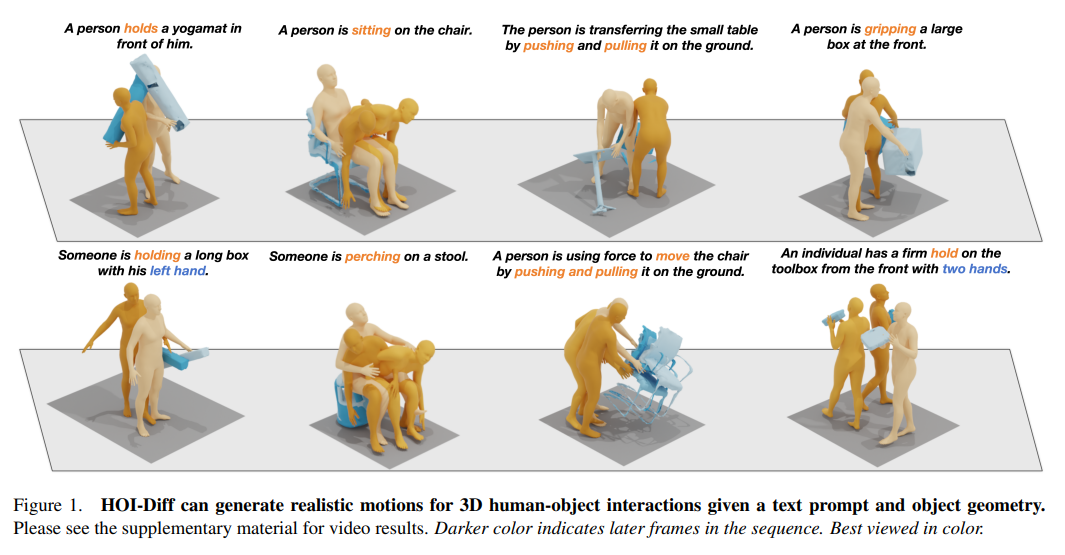 A person holds a yogamat in
front of him.
A person is sitting on the chair.
The person is transferring the small table
by pushing and pulling it on the ground.
A person is gripping a large
box at the front.
Someone is holding a long box
with his left hand.
Someone is perching on a stool.
A person is using force to move the chair
by pushing and pulling it on the ground.
An individual has a firm hold on the
toolbox from the front with two hands.
Figure 1. HOI-Diff can generate realistic motions for 3D human-object interactions given a text prompt and object geometry.
Please see the supplementary material for video results. Darker color indicates later frames in the sequence. Best viewed in color.